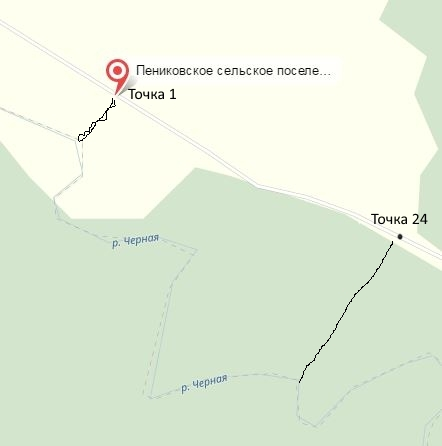 Пениковское сельское поселе...
Точка 1
Точка 24
р. Черная
р. Черная